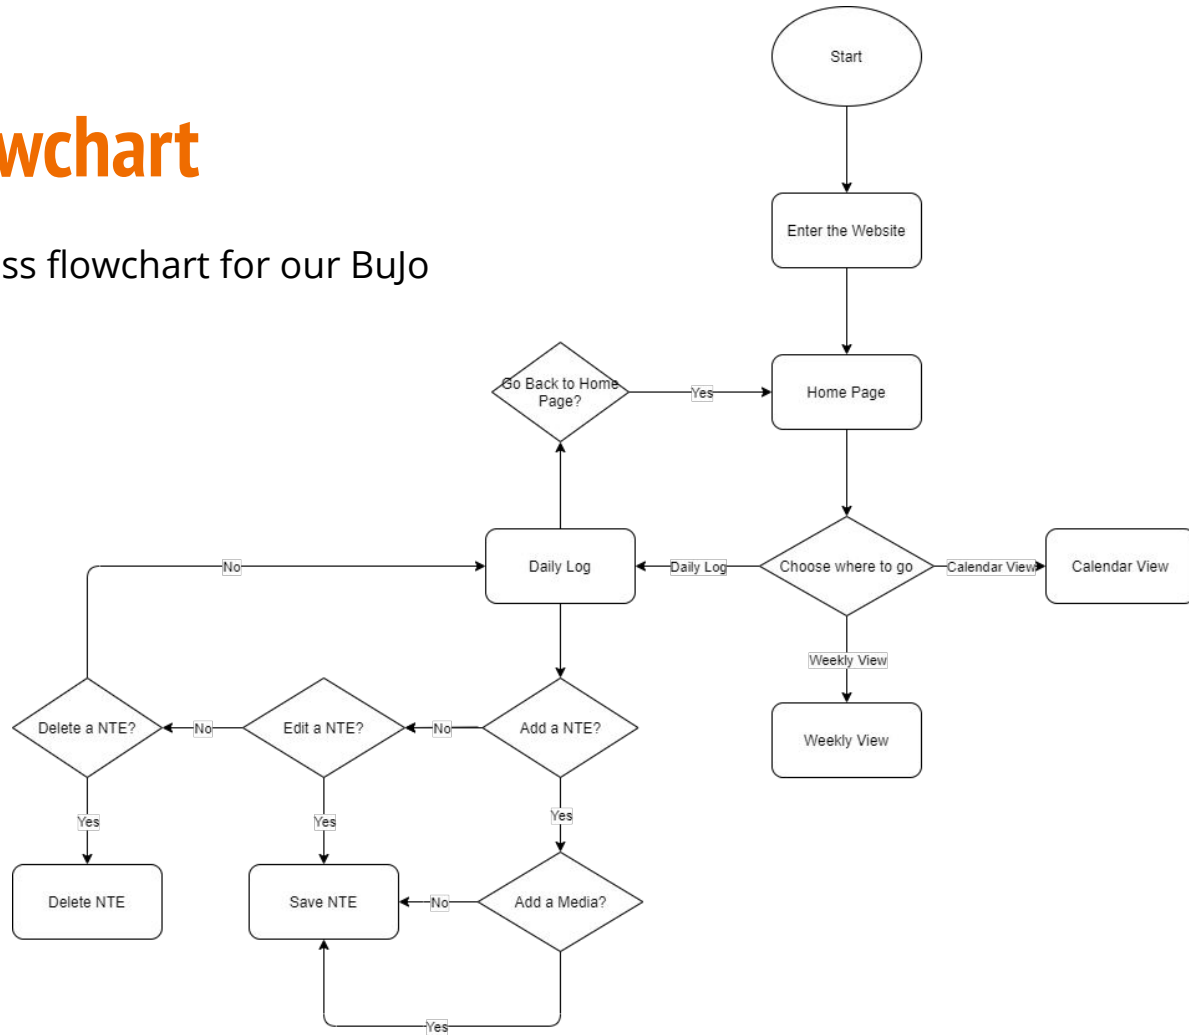 Start
wchart
Enter the Website
ss flowchart for our BuJo
Go Back to Home
Page?
Yes
Home Page
No
Daily Log
Daily Log
Choose where to go
Calendar View
Calendar View
Weekly View
Delete a NTE?
No
Edit a NTE?
No
Add a NTE?
Weekly View
Yes
Yes
Yes
Delete NTE
Save NTE
No
Add a Media?
Yes